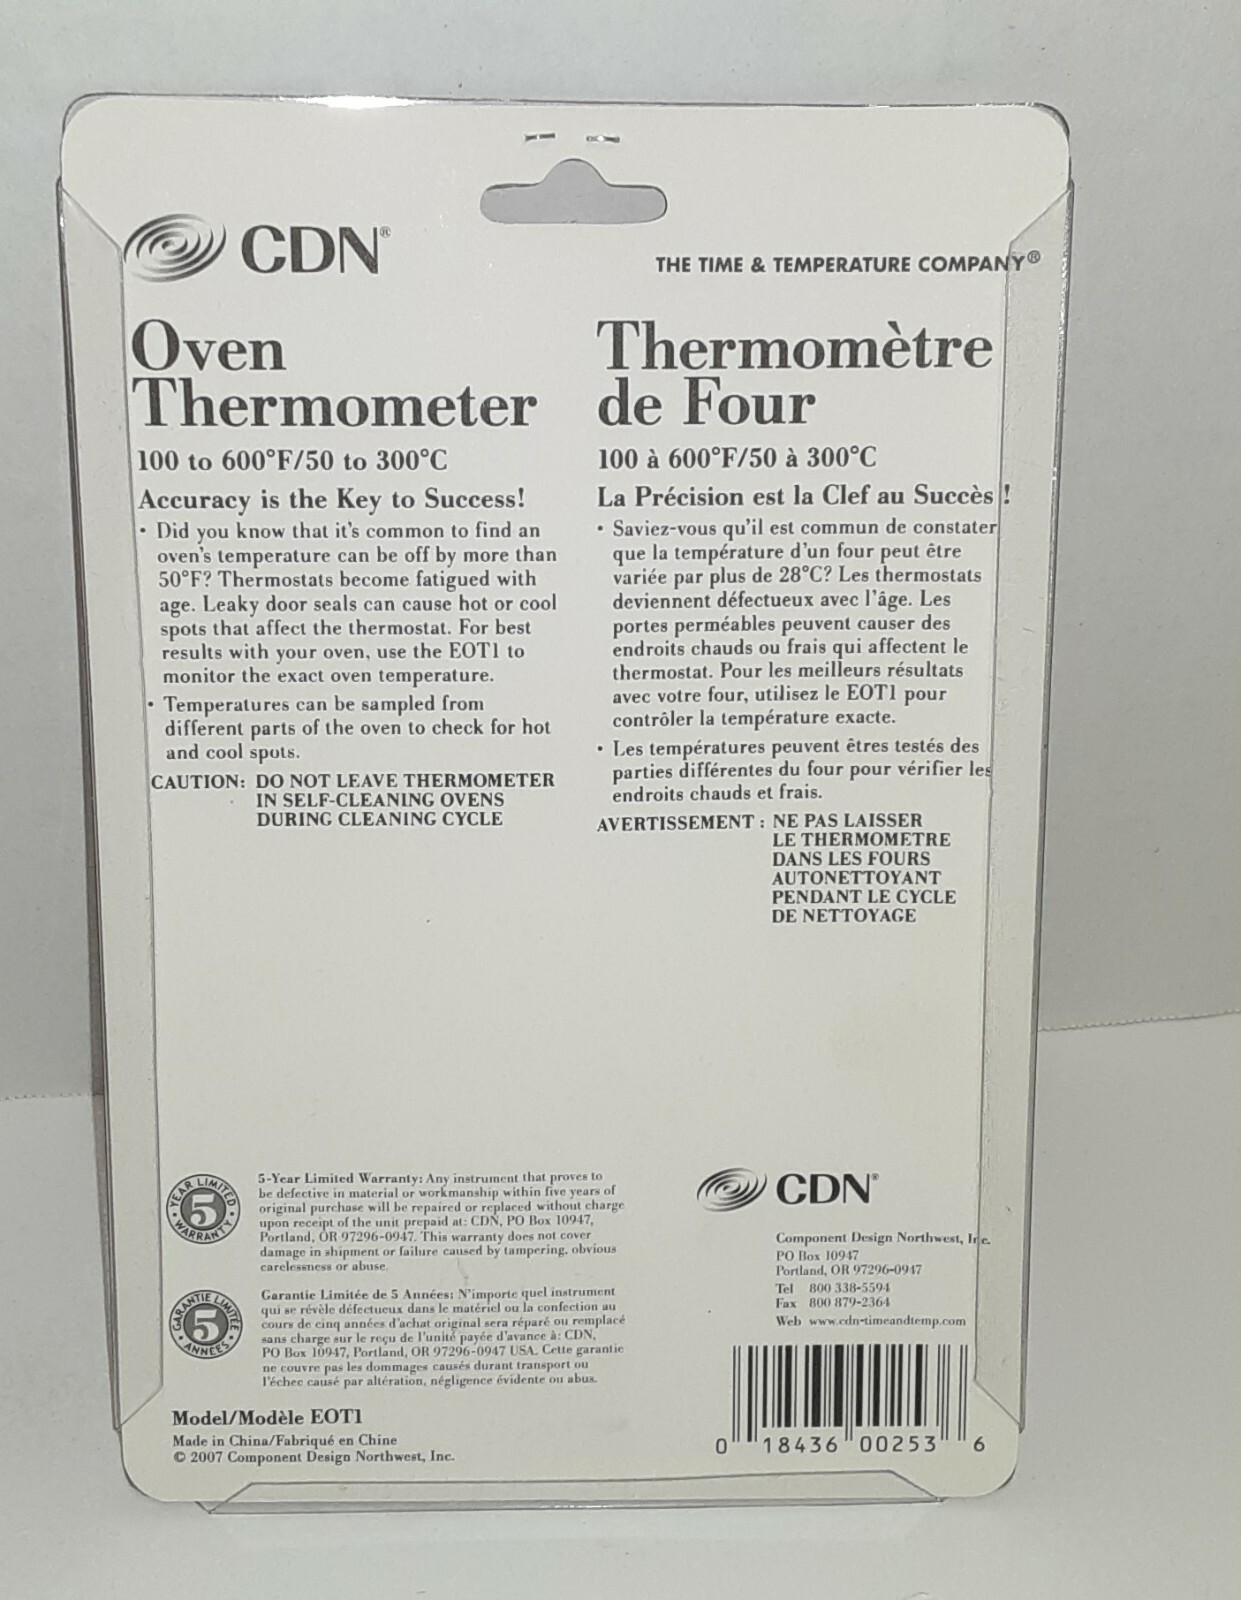 CDN®
THE TIME & TEMPERATURE COMPANY®
Oven
Thermometer
100 to 600°F/50 to 300°C
Accuracy is the Key to Success!
• Did you know that it's common to find an
oven's temperature can be off by more than
50°F? Thermostats become fatigued with
age. Leaky door seals can cause hot or cool
spots that affect the thermostat. For best
results with your oven, use the EOT1 to
monitor the exact oven temperature.
• Temperatures can be sampled from
different parts of the oven to check for hot
and cool spots.
CAUTION: DO NOT LEAVE THERMOMETER
IN SELF-CLEANING OVENS
DURING CLEANING CYCLE
Thermomètre
de Four
100 à 600°F/50 à 300°C
La Précision est la Clef au Succès !
• Saviez-vous qu'il est commun de constater
que la température d'un four peut être
variée par plus de 28°C? Les thermostats
deviennent défectueux avec l'âge. Les
portes perméables peuvent causer des
endroits chauds ou frais qui affectent le
thermostat. Pour les meilleurs résultats
avec votre four, utilisez le EOT1 pour
contrôler la température exacte.
• Les températures peuvent êtres testés des
parties différentes du four pour vérifier les
endroits chauds et frais.
AVERTISSEMENT : NE PAS LAISSER
LE THERMOMETRE
DANS LES FOURS
AUTONETTOYANT
PENDANT LE CYCLE
DE NETTOYAGE
5 YEAR LIMITED WARRANTY
5-Year Limited Warranty: Any instrument that proves to
be defective in material or workmanship within five years of
original purchase will be repaired or replaced without charge
upon receipt of the unit prepaid at: CDN, PO Box 10947,
Portland, OR 97296-0947. This warranty does not cover
damage in shipment or failure caused by tampering, obvious
carelessness or abuse.
GARANTIE LIMITÉE 5 ANNÉES
Garantie Limitée de 5 Années: N'importe quel instrument
qui se révèle défectueux dans le matériel ou la confection au
cours de cinq années d'achat original sera réparé ou remplacé
sans charge sur le reçu de l'unité payée d'avance à: CDN,
PO Box 10947, Portland, OR 97296-0947 USA. Cette garantie
ne couvre pas les dommages causés durant transport ou
l'échec causé par altération, négligence évidente ou abus.
Model/Modèle EOT1
Made in China/Fabriqué en Chine
© 2007 Component Design Northwest, Inc.
CDN®
Component Design Northwest, Inc.
PO Box 10947
Portland, OR 97296-0947
Tel 800 338-5594
Fax 800 879-2364
Web www.cdn-timeandtemp.com
0 18436 00253 6